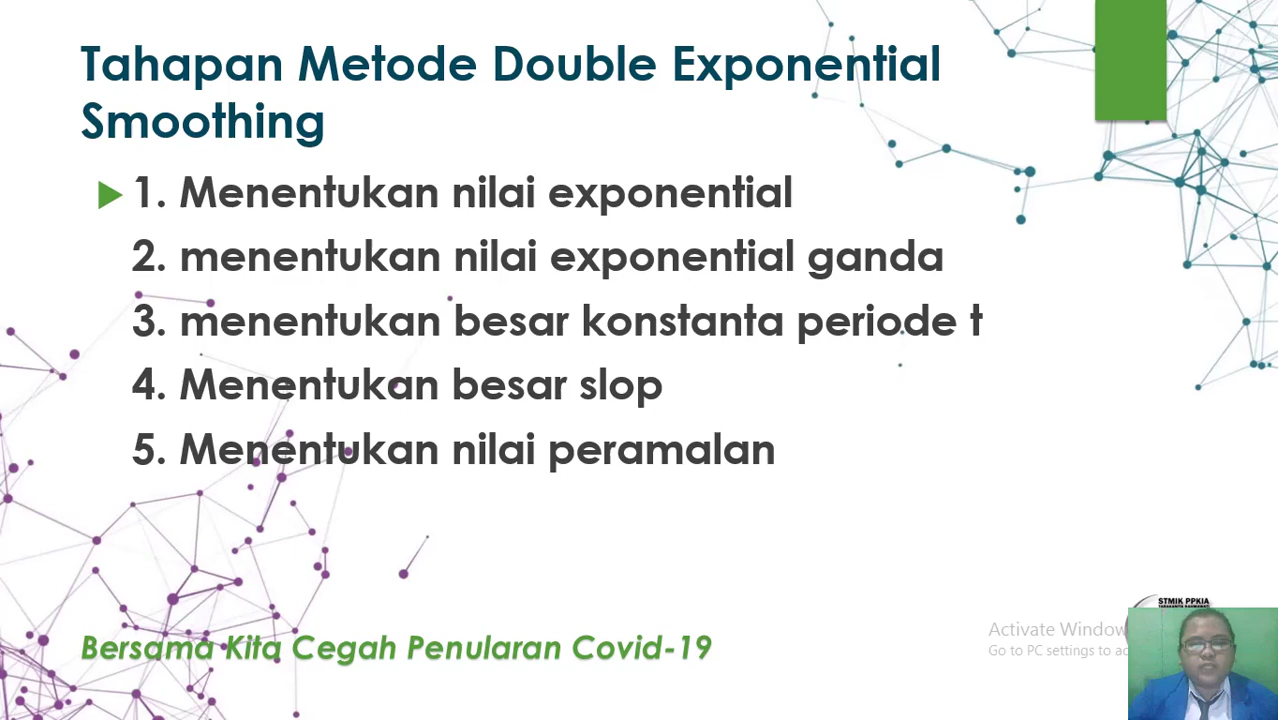 Tahapan Metode Double Exponential
Smoothing
1. Menentukan nilai exponential
2. menentukan nilai exponential ganda
3. menentukan besar konstanta periode t
4. Menentukan besar slop
5. Menentukan nilai peramalan
Bersama Kita Cegah Penularan Covid-19
STMIK PPKIA
Activate
Go to PC settings to